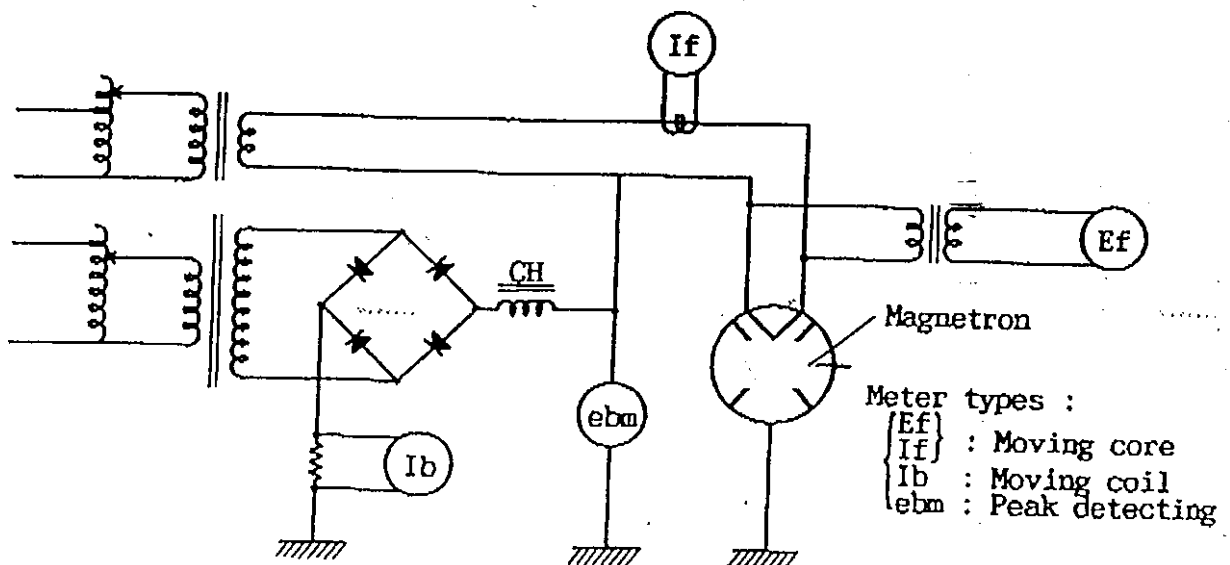 If
CH
Ef
Magnetron
ebm
Ib
Meter types :
Ef
If : Moving core
Ib : Moving coil
ebm : Peak detecting